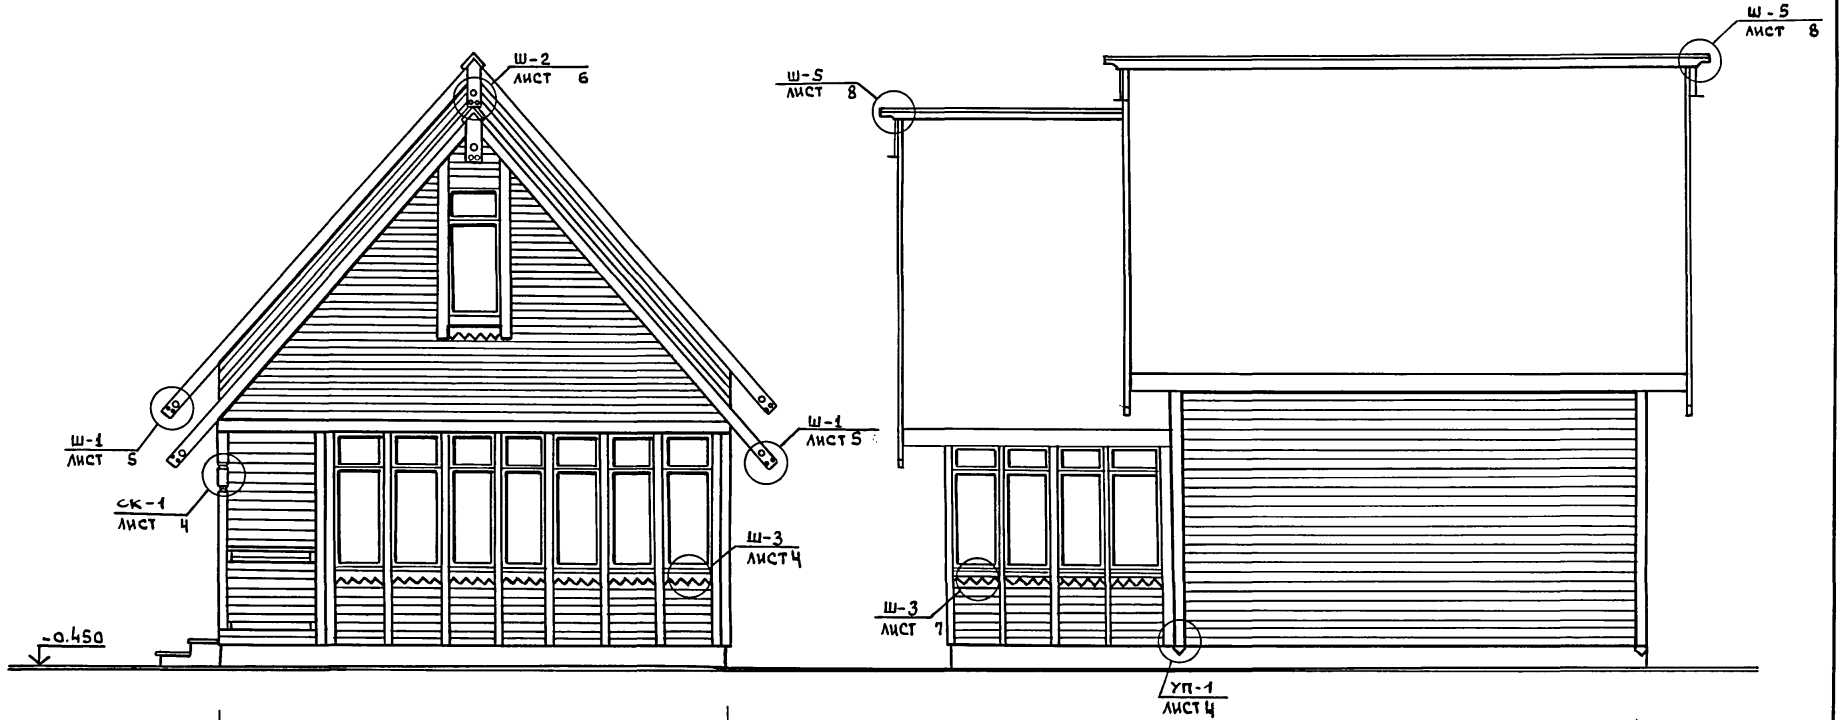 Ш-5
ЛИСТ 8
Ш-2
ЛИСТ 6
Ш-5
ЛИСТ 8
Ш-1
ЛИСТ 5
Ш-1
ЛИСТ 5
СК-1
ЛИСТ 4
Ш-3
ЛИСТ 4
Ш-3
ЛИСТ 7
-0.450
УП-1
ЛИСТ 4